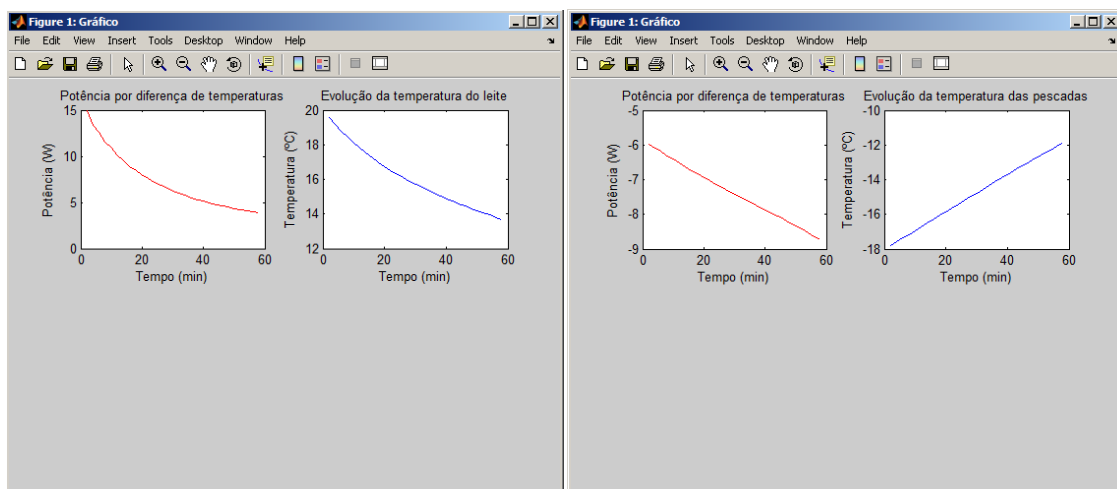 Figure 1: Gráfico
File Edit View Insert Tools Desktop Window Help
Potência por diferença de temperaturas
15
10
5
0
Potência (W)
0 20 40 60
Tempo (min)
Evolução da temperatura do leite
20
18
16
14
12
Temperatura (ºC)
0 20 40 60
Tempo (min)
Figure 1: Gráfico
File Edit View Insert Tools Desktop Window Help
Potência por diferença de temperaturas
-5
-6
-7
-8
-9
Potência (W)
0 20 40 60
Tempo (min)
Evolução da temperatura das pescadas
-10
-12
-14
-16
-18
Temperatura (ºC)
0 20 40 60
Tempo (min)